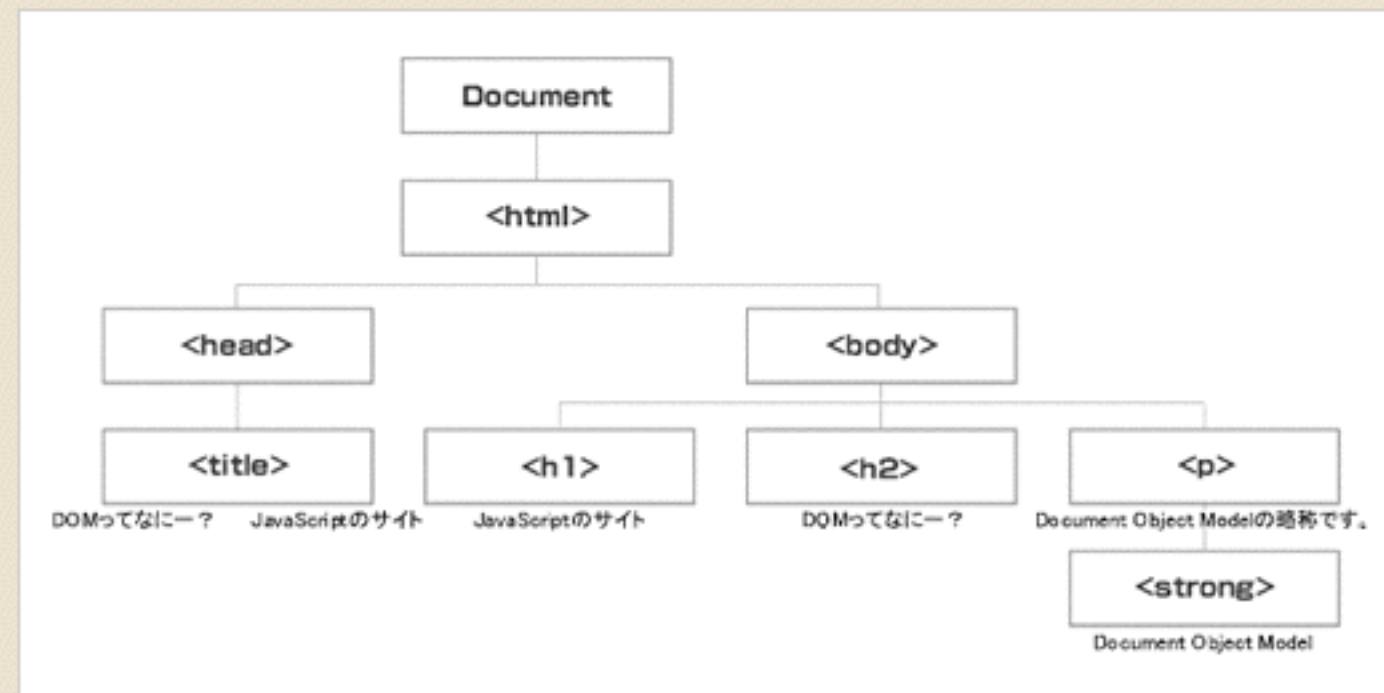 Document
<html>
<head>
<body>
<title>
<h1>
<h2>
<p>
DOMってなにー？ JavaScriptのサイト
JavaScriptのサイト
DOMってなにー？
Document Object Modelの略称です。
<strong>
Document Object Model